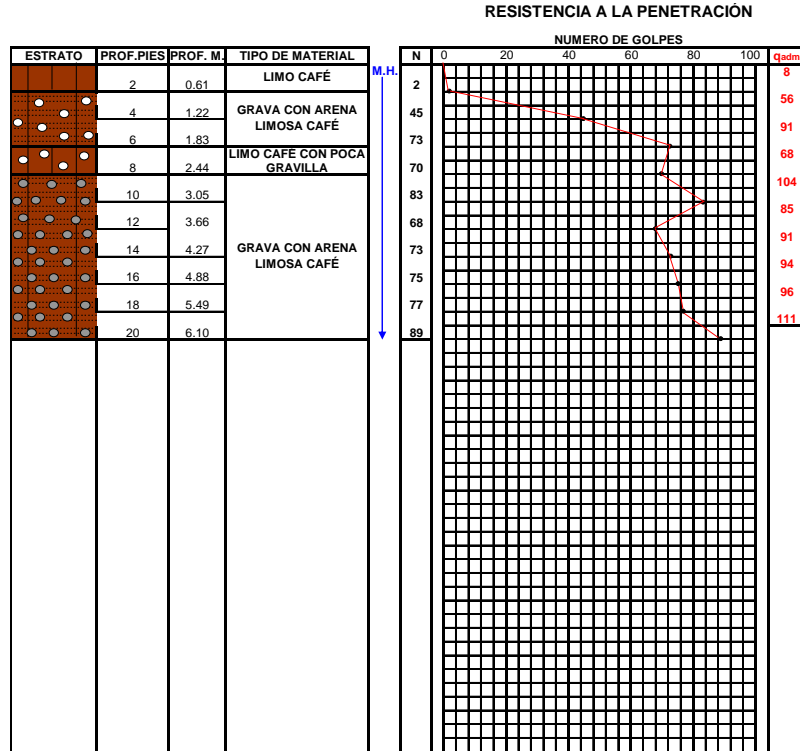 RESISTENCIA A LA PENETRACIÓN
NUMERO DE GOLPES
ESTRATO PROF.PIES PROF. M. TIPO DE MATERIAL N 0 20 40 60 80 100 qadm
M.H.
2 0.61 LIMO CAFÉ 2 8
4 1.22 GRAVA CON ARENA 45 56
6 1.83 LIMOSA CAFÉ 73 91
8 2.44 LIMO CAFÉ CON POCA 70 68
GRAVILLA
10 3.05 83 104
12 3.66 68 85
14 4.27 GRAVA CON ARENA 73 91
16 4.88 LIMOSA CAFÉ 75 94
18 5.49 77 96
20 6.10 89 111